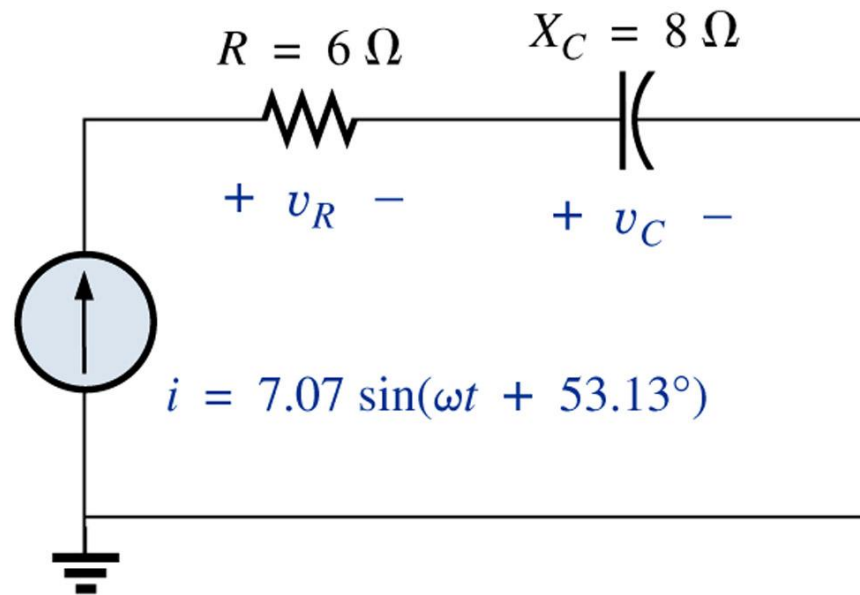 R = 6 Ω
X_C = 8 Ω
+ v_R −
+ v_C −
i = 7.07 sin(ωt + 53.13°)